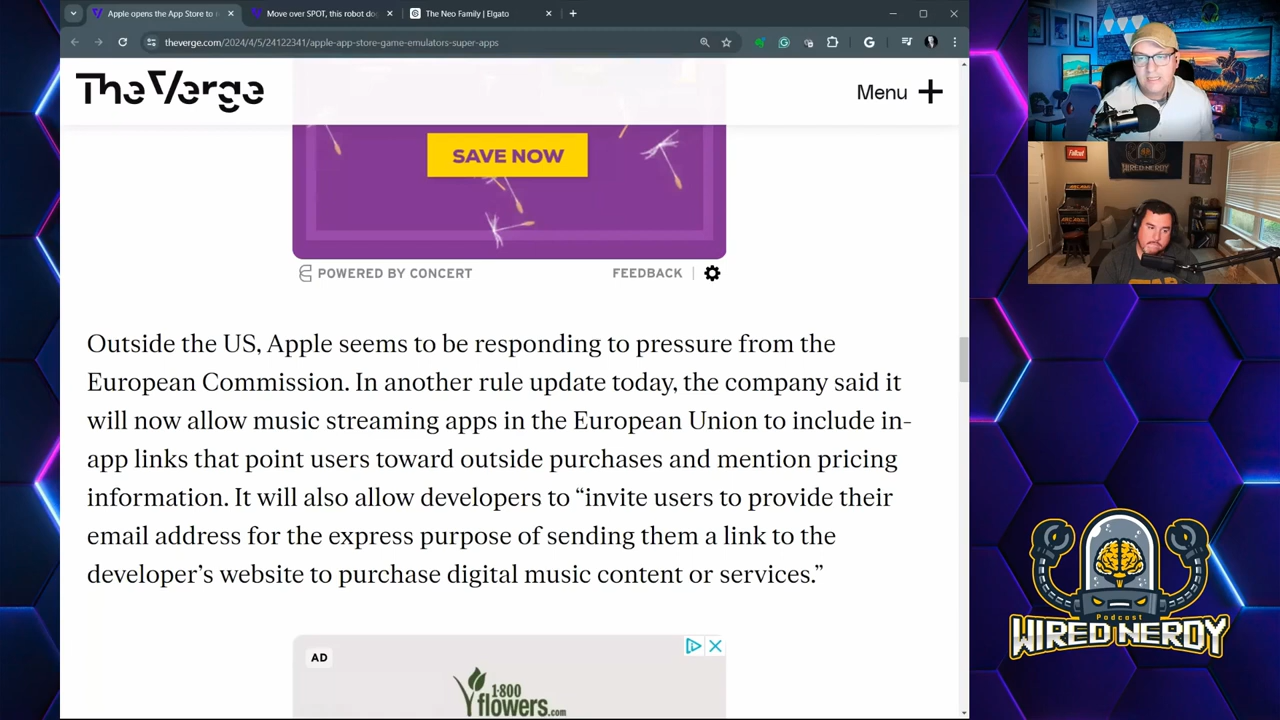 Apple opens the App Store to
Move over SPOT, this robot do
The Neo Family | Elgato
theverge.com/2024/4/5/24122341/apple-app-store-game-emulators-super-apps
The Verge
Menu
SAVE NOW
POWERED BY CONCERT
FEEDBACK
Outside the US, Apple seems to be responding to pressure from the
European Commission. In another rule update today, the company said it
will now allow music streaming apps in the European Union to include in-
app links that point users toward outside purchases and mention pricing
information. It will also allow developers to “invite users to provide their
email address for the express purpose of sending them a link to the
developer’s website to purchase digital music content or services.”
AD
1-800
flowers.com
Fallout
WIRED NERDY
Podcast
WIRED NERDY